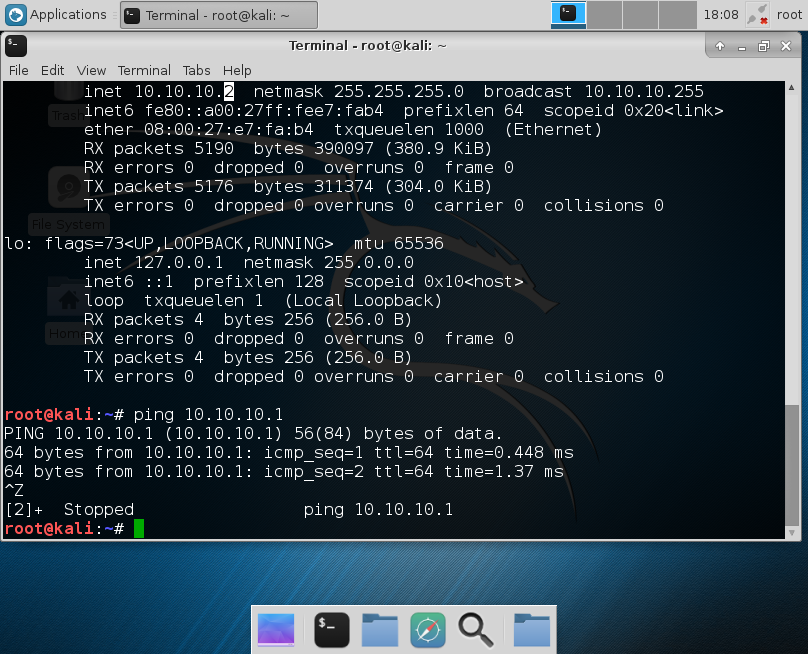 Applications
Terminal - root@kali: ~
18:08
root
Terminal - root@kali: ~
File Edit View Terminal Tabs Help
inet 10.10.10.2  netmask 255.255.255.0  broadcast 10.10.10.255
inet6 fe80::a00:27ff:fee7:fab4  prefixlen 64  scopeid 0x20<link>
ether 08:00:27:e7:fa:b4  txqueuelen 1000  (Ethernet)
RX packets 5190  bytes 390097 (380.9 KiB)
RX errors 0  dropped 0  overruns 0  frame 0
TX packets 5176  bytes 311374 (304.0 KiB)
TX errors 0  dropped 0 overruns 0  carrier 0  collisions 0
lo: flags=73<UP,LOOPBACK,RUNNING>  mtu 65536
inet 127.0.0.1  netmask 255.0.0.0
inet6 ::1  prefixlen 128  scopeid 0x10<host>
loop  txqueuelen 1  (Local Loopback)
RX packets 4  bytes 256 (256.0 B)
RX errors 0  dropped 0  overruns 0  frame 0
TX packets 4  bytes 256 (256.0 B)
TX errors 0  dropped 0 overruns 0  carrier 0  collisions 0
root@kali:~# ping 10.10.10.1
PING 10.10.10.1 (10.10.10.1) 56(84) bytes of data.
64 bytes from 10.10.10.1: icmp_seq=1 ttl=64 time=0.448 ms
64 bytes from 10.10.10.1: icmp_seq=2 ttl=64 time=1.37 ms
^Z
[2]+  Stopped                 ping 10.10.10.1
root@kali:~#
Trash
File System
Home